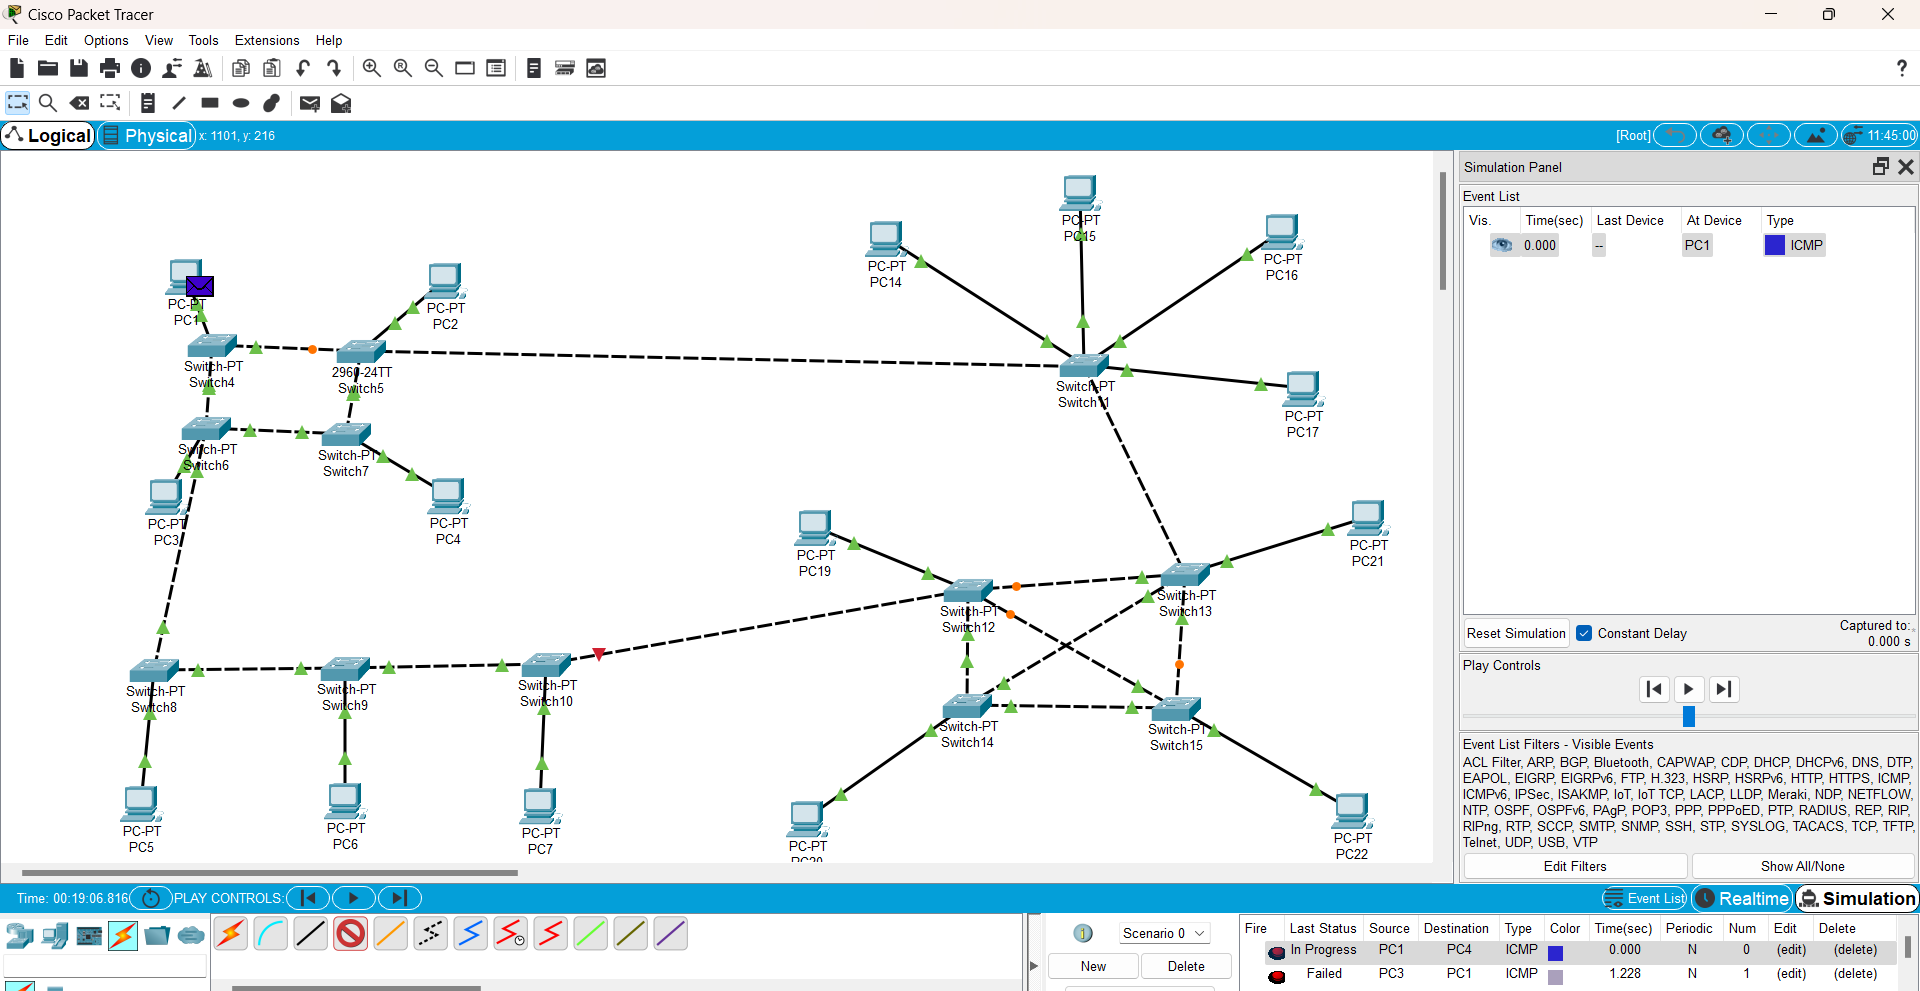 Cisco Packet Tracer
File Edit Options View Tools Extensions Help
?
Logical Physical x: 1101, y: 216 [Root] 11:45:00
PC-PT
PC1
PC-PT
PC2
Switch-PT
Switch4
2960-24TT
Switch5
Switch-PT
Switch6
Switch-PT
Switch7
PC-PT
PC3
PC-PT
PC4
Switch-PT
Switch8
Switch-PT
Switch9
Switch-PT
Switch10
PC-PT
PC5
PC-PT
PC6
PC-PT
PC7
PC-PT
PC14
PC-PT
PC15
PC-PT
PC16
Switch-PT
Switch11
PC-PT
PC17
PC-PT
PC19
PC-PT
PC21
Switch-PT
Switch12
Switch-PT
Switch13
Switch-PT
Switch14
Switch-PT
Switch15
PC-PT
PC20
PC-PT
PC22
Simulation Panel
Event List
Vis. Time(sec) Last Device At Device Type
0.000 -- PC1 ICMP
Reset Simulation Constant Delay Captured to:
0.000 s
Play Controls
Event List Filters - Visible Events
ACL Filter, ARP, BGP, Bluetooth, CAPWAP, CDP, DHCP, DHCPv6, DNS, DTP,
EAPOL, EIGRP, EIGRPv6, FTP, H.323, HSRP, HSRPv6, HTTP, HTTPS, ICMP,
ICMPv6, IPSec, ISAKMP, IoT, IoT TCP, LACP, LLDP, Meraki, NDP, NETFLOW,
NTP, OSPF, OSPFv6, PAgP, POP3, PPP, PPPoED, PTP, RADIUS, REP, RIP,
RIPng, RTP, SCCP, SMTP, SNMP, SSH, STP, SYSLOG, TACACS, TCP, TFTP,
Telnet, UDP, USB, VTP
Edit Filters Show All/None
Time: 00:19:06.816 PLAY CONTROLS: Event List Realtime Simulation
Scenario 0
New Delete
Fire Last Status Source Destination Type Color Time(sec) Periodic Num Edit Delete
In Progress PC1 PC4 ICMP 0.000 N 0 (edit) (delete)
Failed PC3 PC1 ICMP 1.228 N 1 (edit) (delete)